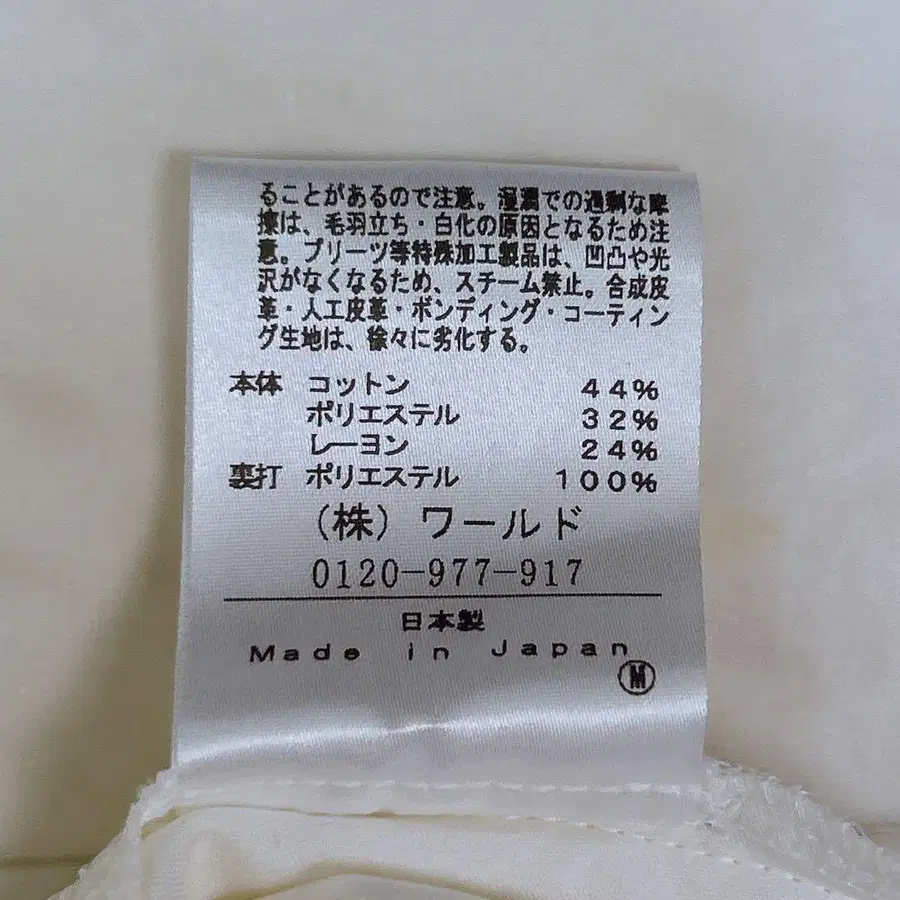 ることがあるので注意。湿潤での過剰な摩
擦は、毛羽立ち・白化の原因となるため注
意。プリーツ等特殊加工製品は、凹凸や光
沢がなくなるため、スチーム禁止。合成皮
革・人工皮革・ボンディング・コーティン
グ生地は、徐々に劣化する。
本体 コットン 44%
ポリエステル 32%
レーヨン 24%
裏打 ポリエステル 100%
(株) ワールド
0120-977-917
日本製
Made in Japan
M